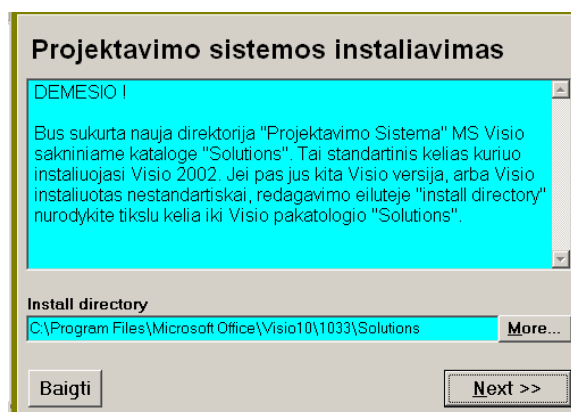 Projektavimo sistemos instaliavimas
DEMESIO !
Bus sukurta nauja direktorija "Projektavimo Sistema" MS Visio
sakniniame kataloge "Solutions". Tai standartinis kelias kuriuo
instaliuojasi Visio 2002. Jei pas jus kita Visio versija, arba Visio
instaliuotas nestandartiskai, redagavimo eiluteje "install directory"
nurodykite tikslu kelia iki Visio pakatologio "Solutions".
Install directory
C:\Program Files\Microsoft Office\Visio10\1033\Solutions More...
Baigti Next >>